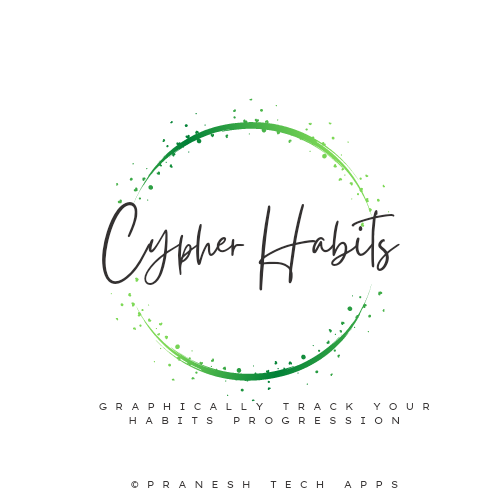 Cypher Habits
GRAPHICALLY TRACK YOUR
HABITS PROGRESSION
©PRANESH TECH APPS